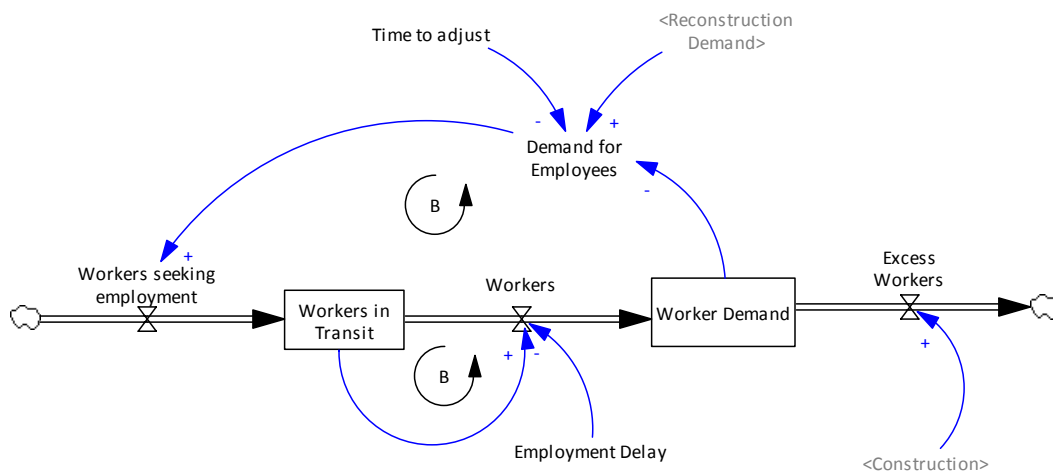 Time to adjust
<Reconstruction
Demand>
-
+
Demand for
Employees
-
B
+
Workers seeking
employment
Workers
Excess
Workers
Workers in
Transit
Worker Demand
+
-
+
B
Employment Delay
<Construction>